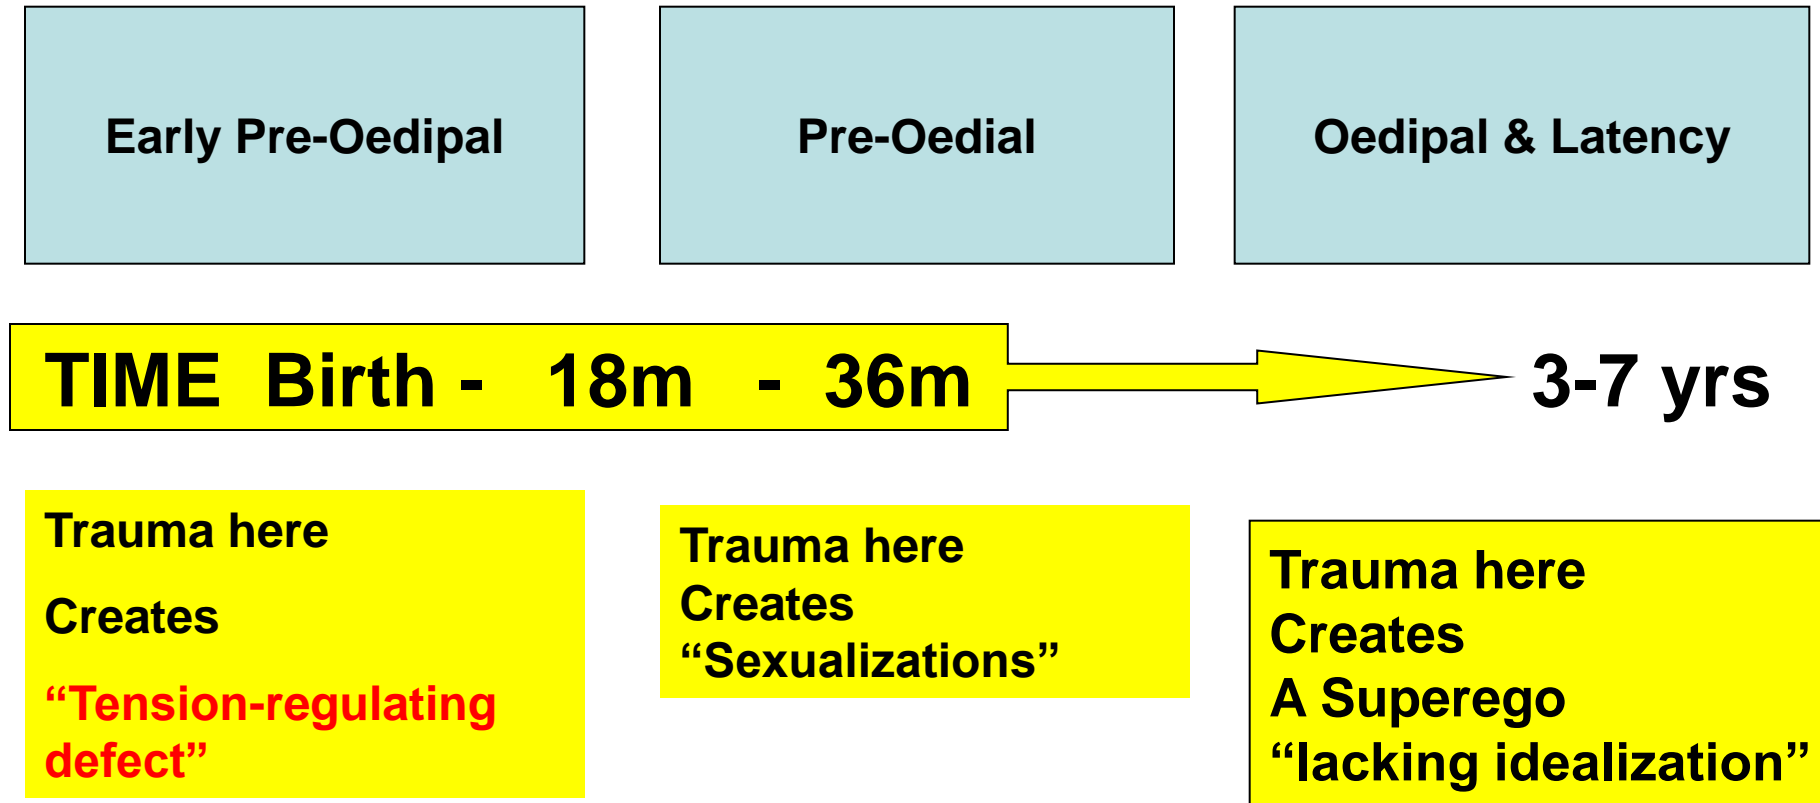 Early Pre-Oedipal
Pre-Oedial
Oedipal & Latency
TIME Birth - 18m - 36m
3-7 yrs
Trauma here
Creates
“Tension-regulating
defect”
Trauma here
Creates
“Sexualizations”
Trauma here
Creates
A Superego
“lacking idealization”